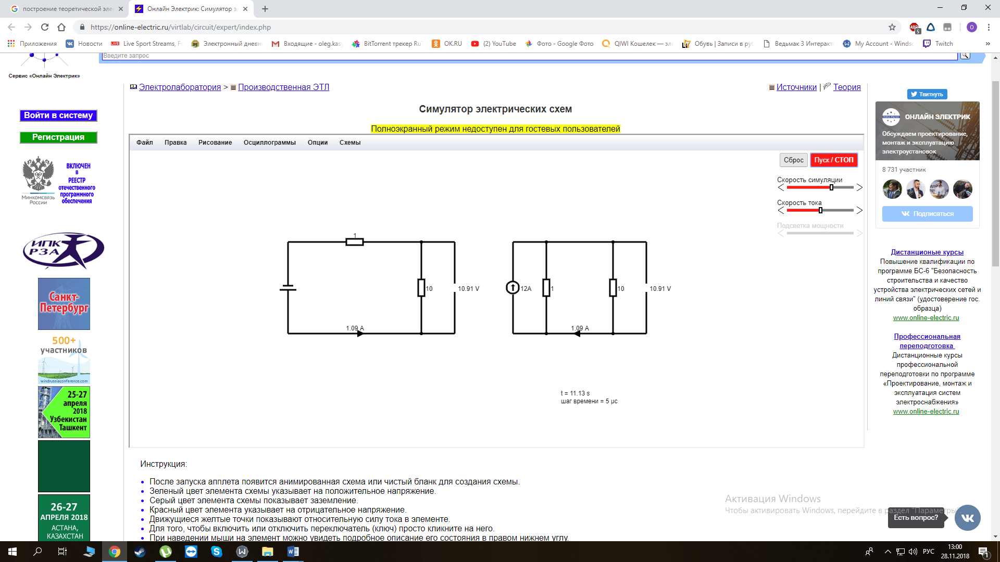 построение теоретической эле
Онлайн Электрик: Симулятор эл
https://online-electric.ru/virtlab/circuit/expert/index.php
ABP
5
O
Приложения
Новости
LIVE
Live Sport Streams, F
Электронный дневн
Входящие - oleg.kas
BitTorrent трекер Ru
OK.RU
(2) YouTube
Фото - Google Фото
QIWI Кошелек — эле
Обувь | Записи в руб
Ведьмак 3 Интеракт
My Account - Windsc
Twitch
»
Введите запрос
Сервис «Онлайн Электрик»
Электролаборатория > Производственная ЭТЛ
Источники | Теория
Симулятор электрических схем
Полноэкранный режим недоступен для гостевых пользователей
Войти в систему
Регистрация
Минкомсвязь
России
ВКЛЮЧЕН
В
РЕЕСТР
отечественного
программного
обеспечения
ИПК
РЗА
Санкт-
Петербург
500+
участников
windrussiaconference.com
25-27
апреля
2018
Узбекистан
Ташкент
26-27
АПРЕЛЯ 2018
АСТАНА,
КАЗАХСТАН
Файл Правка Рисование Осциллограммы Опции Схемы
Сброс
Пуск / СТОП
Скорость симуляции
Скорость тока
Подсветка мощности
1
10
10.91 V
1.09 A
12A
1
10
10.91 V
1.09 A
t = 11.13 s
шаг времени = 5 µс
Инструкция:
• После запуска апплета появится анимированная схема или чистый бланк для создания схемы.
• Зеленый цвет элемента схемы указывает на положительное напряжение.
• Серый цвет элемента схемы показывает заземление.
• Красный цвет элемента указывает на отрицательное напряжение.
• Движущиеся желтые точки показывают относительную силу тока в элементе.
• Для того, чтобы включить или отключить переключатель (ключ) просто кликните на него.
• При наведении мыши на элемент можно увидеть подробное описание его состояния в правом нижнем углу.
Твитнуть
ОНЛАЙН ЭЛЕКТРИК
Обсуждаем проектирование,
монтаж и эксплуатацию
электроустановок
8 731 участник
Подписаться
Дистанционые курсы
Повышение квалификации по
программе БС-6 "Безопасность
строительства и качество
устройства электрических сетей и
линий связи" (удостоверение гос.
образца)
www.online-electric.ru
Профессиональная
переподготовка
Дистанционные курсы
профессиональной
переподготовки по программе
«Проектирование, монтаж и
эксплуатация систем
электроснабжения»
www.online-electric.ru
Активация Windows
Чтобы активировать Windows, перейдите в раздел "Параметры".
Есть вопрос?
РУС
13:00
28.11.2018
1